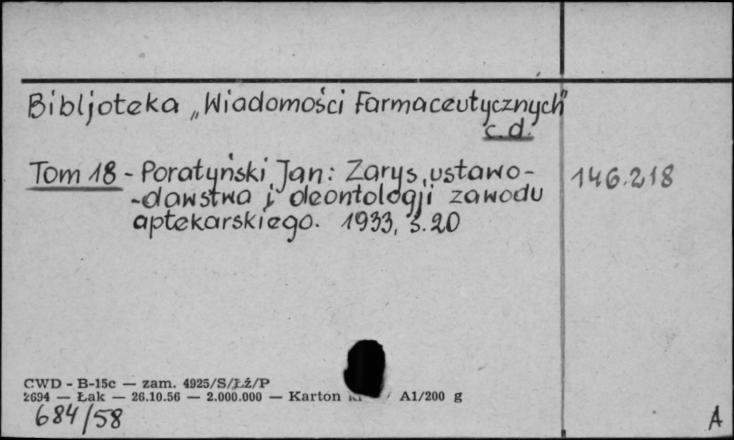 Bibljoteka „Wiadomości Farmaceutycznych"
c.d.
Tom 18 - Poratyński Jan: Zarys ustawo-
-dawstwa i deontologji zawodu
aptekarskiego. 1933, s. 20
146.218
CWD - B-15c — zam. 4925/S/Łź/P
2694 — Łak — 26.10.56 — 2.000.000 — Karton A1/200 g
684/58
A